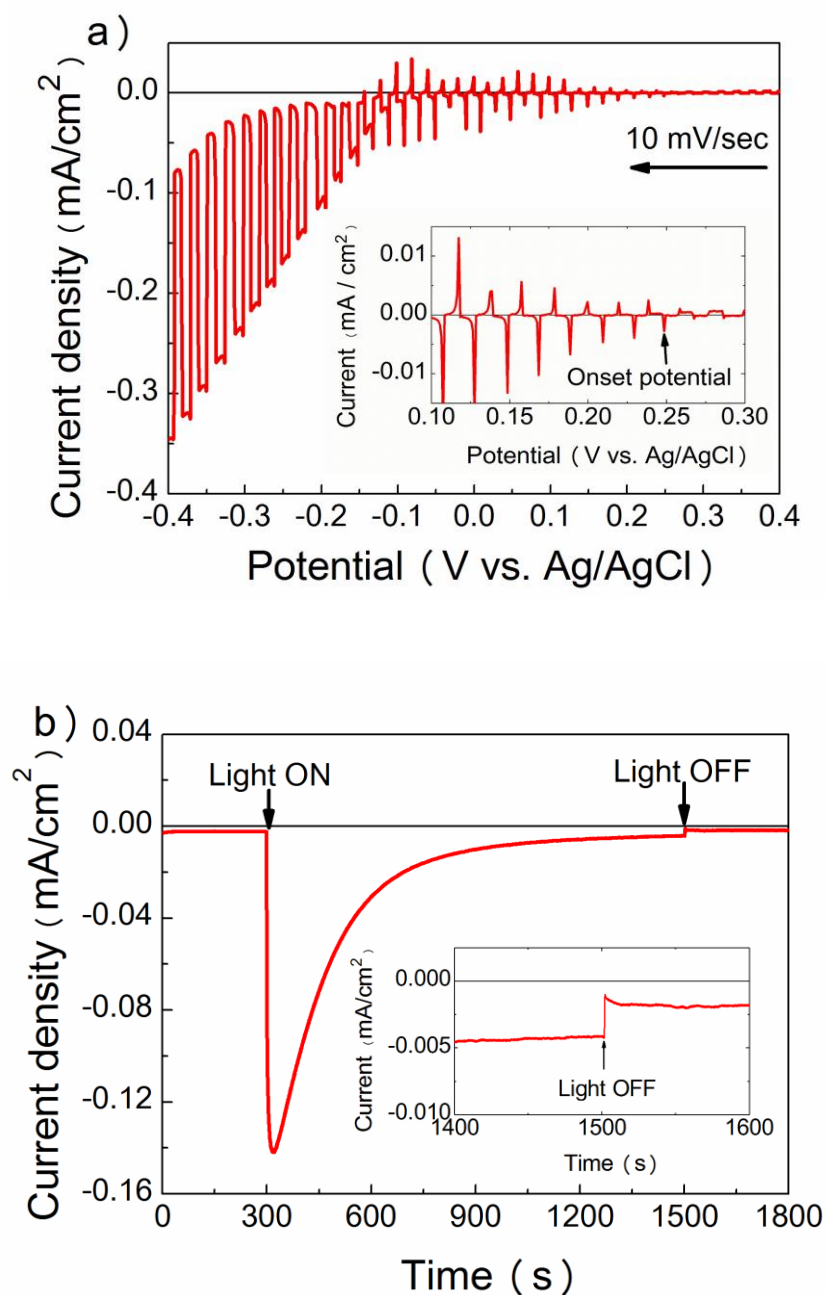 a)
Current density (mA/cm²)
0.0
-0.1
-0.2
-0.3
-0.4
10 mV/sec
Current (mA / cm²)
0.01
0.00
-0.01
Onset potential
0.10 0.15 0.20 0.25 0.30
Potential (V vs. Ag/AgCl)
-0.4 -0.3 -0.2 -0.1 0.0 0.1 0.2 0.3 0.4
Potential (V vs. Ag/AgCl)
b)
Current density (mA/cm²)
0.04
0.00
-0.04
-0.08
-0.12
-0.16
Light ON
Light OFF
Current (mA/cm²)
0.000
-0.005
-0.010
Light OFF
1400 1500 1600
Time (s)
0 300 600 900 1200 1500 1800
Time (s)